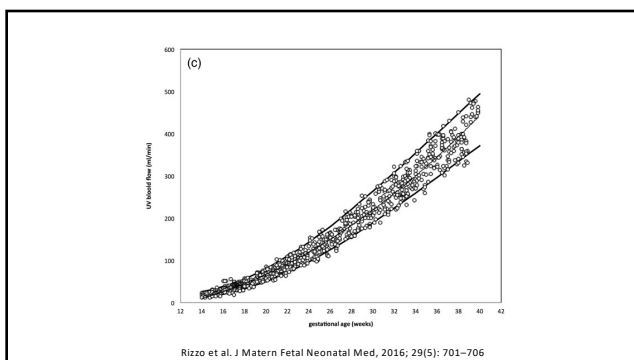 (c)
600
500
400
300
200
100
0
UV bloold flow (ml/min)
12 14 16 18 20 22 24 26 28 30 32 34 36 38 40 42
gestational age (weeks)
Rizzo et al. J Matern Fetal Neonatal Med, 2016; 29(5): 701–706